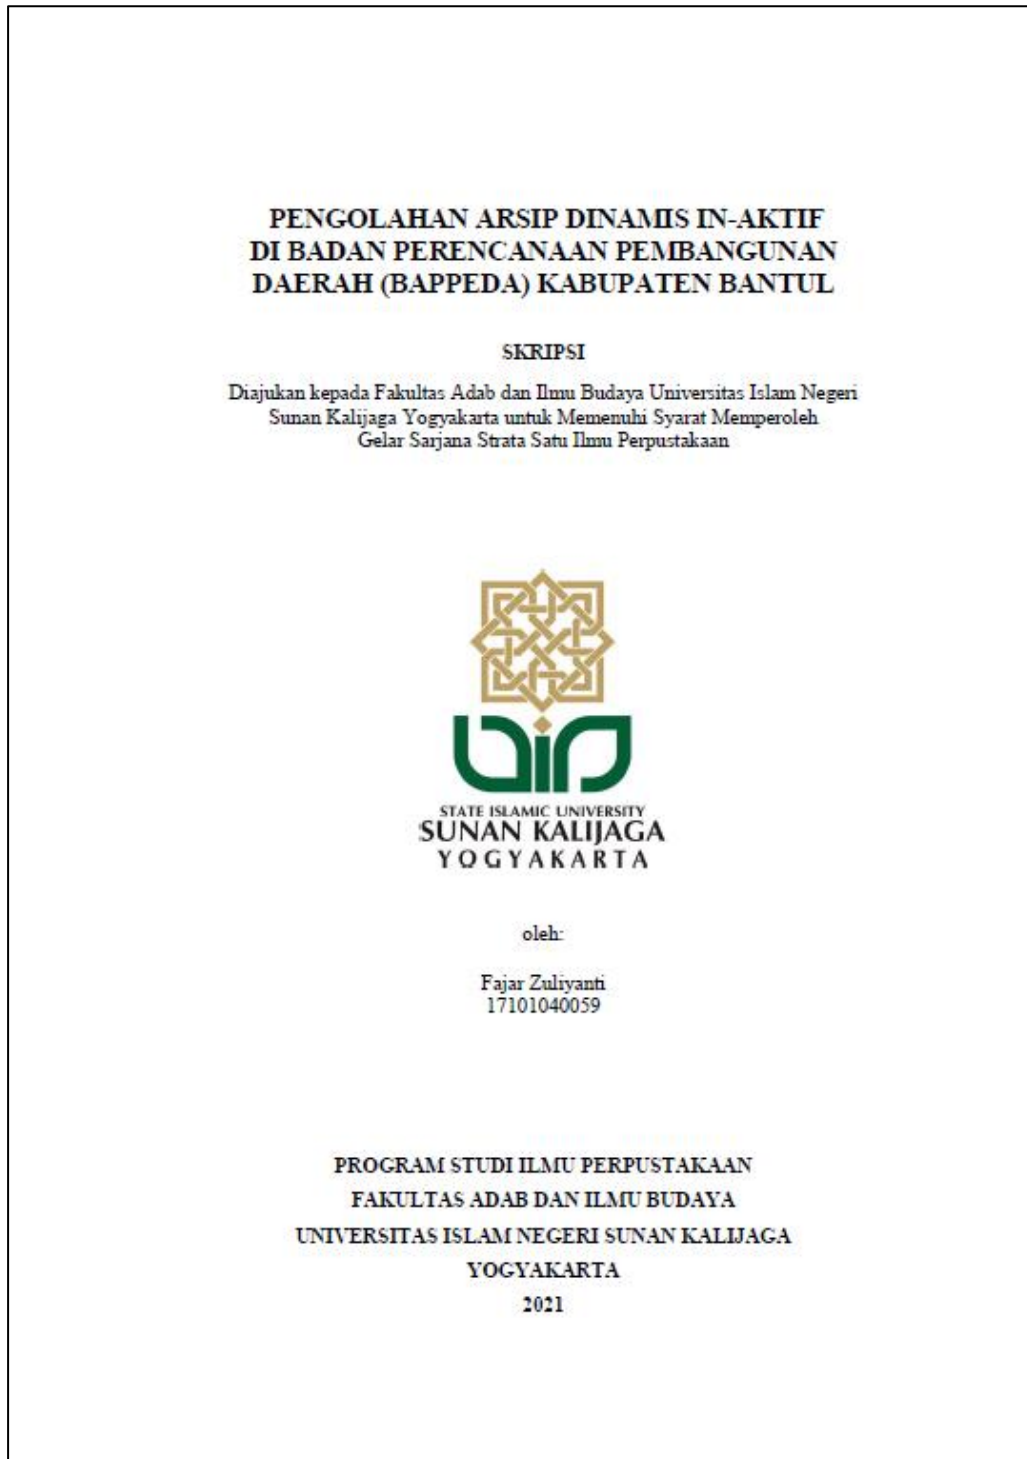 PENGOLAHAN ARSIP DINAMIS IN-AKTIF
DI BADAN PERENCANAAN PEMBANGUNAN
DAERAH (BAPPEDA) KABUPATEN BANTUL
SKRIPSI
Diajukan kepada Fakultas Adab dan Ilmu Budaya Universitas Islam Negeri
Sunan Kalijaga Yogyakarta untuk Memenuhi Syarat Memperoleh
Gelar Sarjana Strata Satu Ilmu Perpustakaan
uin
STATE ISLAMIC UNIVERSITY
SUNAN KALIJAGA
YOGYAKARTA
oleh:
Fajar Zuliyanti
17101040059
PROGRAM STUDI ILMU PERPUSTAKAAN
FAKULTAS ADAB DAN ILMU BUDAYA
UNIVERSITAS ISLAM NEGERI SUNAN KALIJAGA
YOGYAKARTA
2021